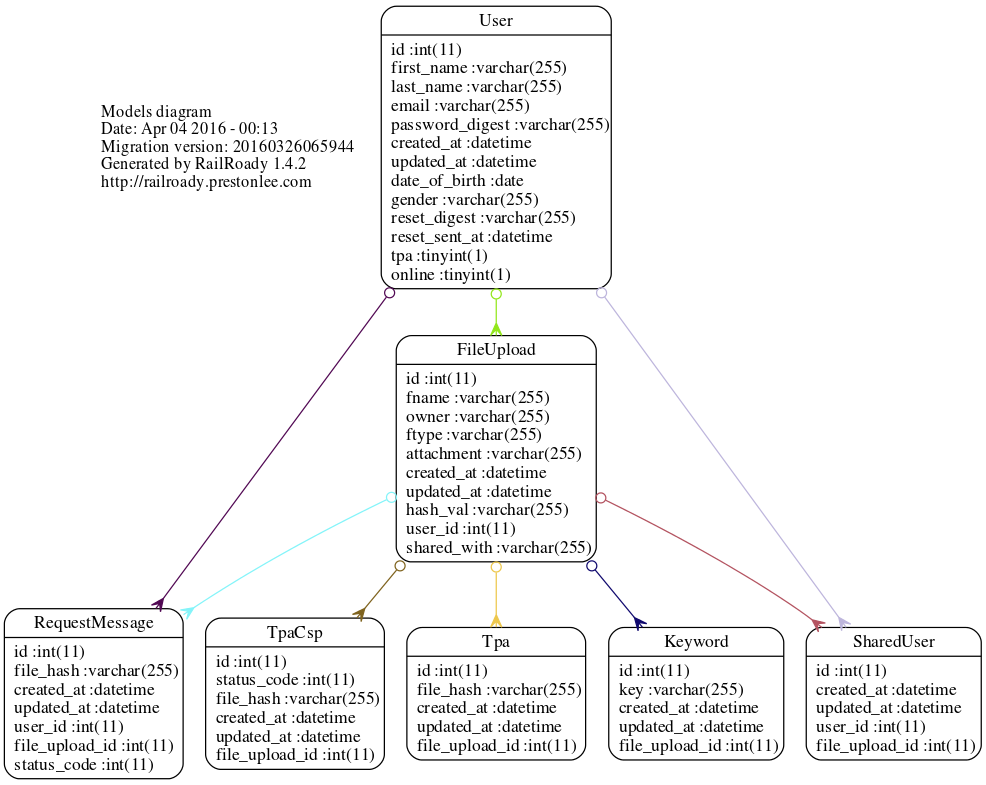 User
id :int(11)
first_name :varchar(255)
last_name :varchar(255)
email :varchar(255)
password_digest :varchar(255)
created_at :datetime
updated_at :datetime
date_of_birth :date
gender :varchar(255)
reset_digest :varchar(255)
reset_sent_at :datetime
tpa :tinyint(1)
online :tinyint(1)
Models diagram
Date: Apr 04 2016 - 00:13
Migration version: 20160326065944
Generated by RailRoady 1.4.2
http://railroady.prestonlee.com
FileUpload
id :int(11)
fname :varchar(255)
owner :varchar(255)
ftype :varchar(255)
attachment :varchar(255)
created_at :datetime
updated_at :datetime
hash_val :varchar(255)
user_id :int(11)
shared_with :varchar(255)
RequestMessage
id :int(11)
file_hash :varchar(255)
created_at :datetime
updated_at :datetime
user_id :int(11)
file_upload_id :int(11)
status_code :int(11)
TpaCsp
id :int(11)
status_code :int(11)
file_hash :varchar(255)
created_at :datetime
updated_at :datetime
file_upload_id :int(11)
Tpa
id :int(11)
file_hash :varchar(255)
created_at :datetime
updated_at :datetime
file_upload_id :int(11)
Keyword
id :int(11)
key :varchar(255)
created_at :datetime
updated_at :datetime
file_upload_id :int(11)
SharedUser
id :int(11)
created_at :datetime
updated_at :datetime
user_id :int(11)
file_upload_id :int(11)